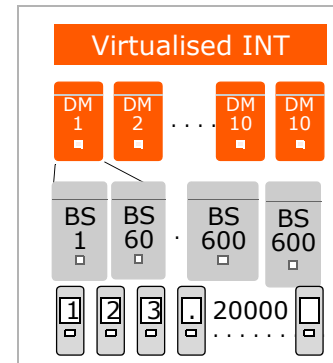 Virtualised INT
DM 1 DM 2 . . . . DM 10 DM 10
BS 1 BS 60 . BS 600 BS 600
1 2 3 . 20000 . . . . . .